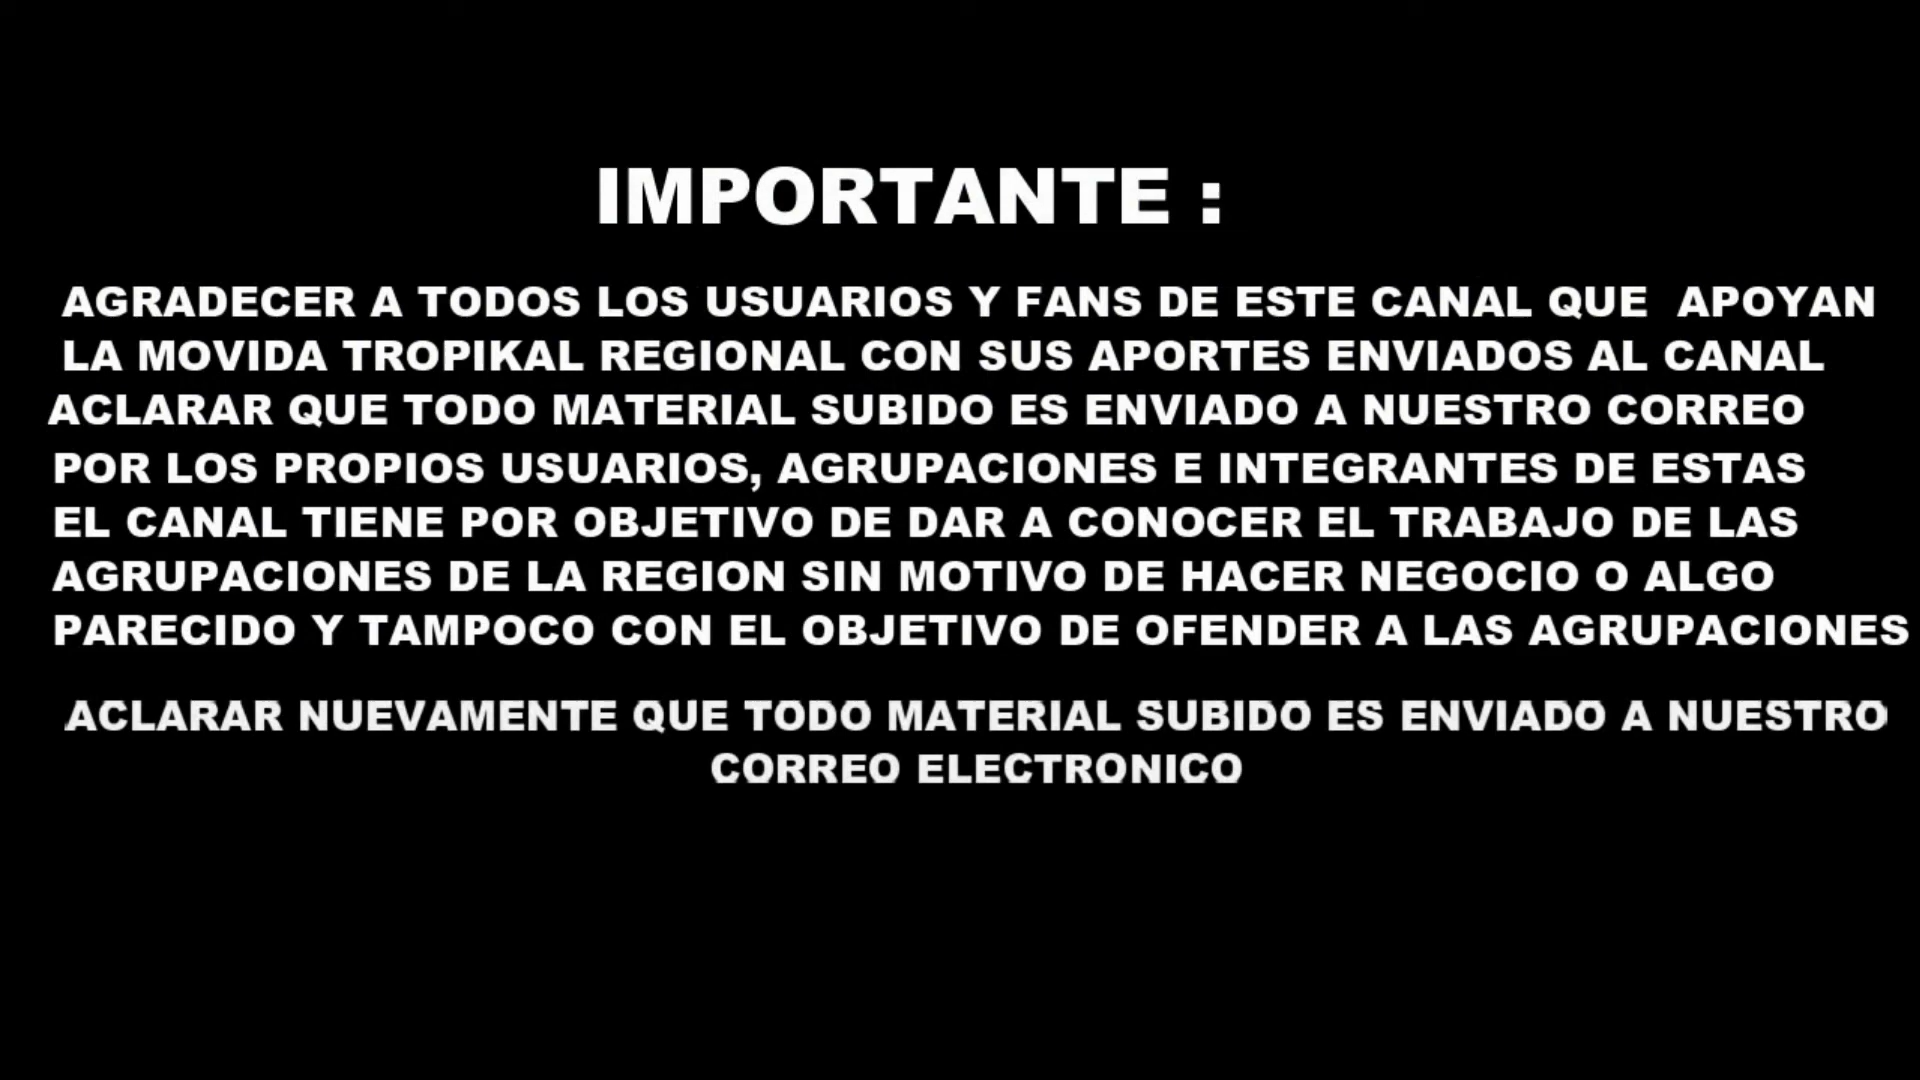 IMPORTANTE :
AGRADECER A TODOS LOS USUARIOS Y FANS DE ESTE CANAL QUE APOYAN
LA MOVIDA TROPIKAL REGIONAL CON SUS APORTES ENVIADOS AL CANAL
ACLARAR QUE TODO MATERIAL SUBIDO ES ENVIADO A NUESTRO CORREO
POR LOS PROPIOS USUARIOS, AGRUPACIONES E INTEGRANTES DE ESTAS
EL CANAL TIENE POR OBJETIVO DE DAR A CONOCER EL TRABAJO DE LAS
AGRUPACIONES DE LA REGION SIN MOTIVO DE HACER NEGOCIO O ALGO
PARECIDO Y TAMPOCO CON EL OBJETIVO DE OFENDER A LAS AGRUPACIONES
ACLARAR NUEVAMENTE QUE TODO MATERIAL SUBIDO ES ENVIADO A NUESTRO
CORREO ELECTRONICO